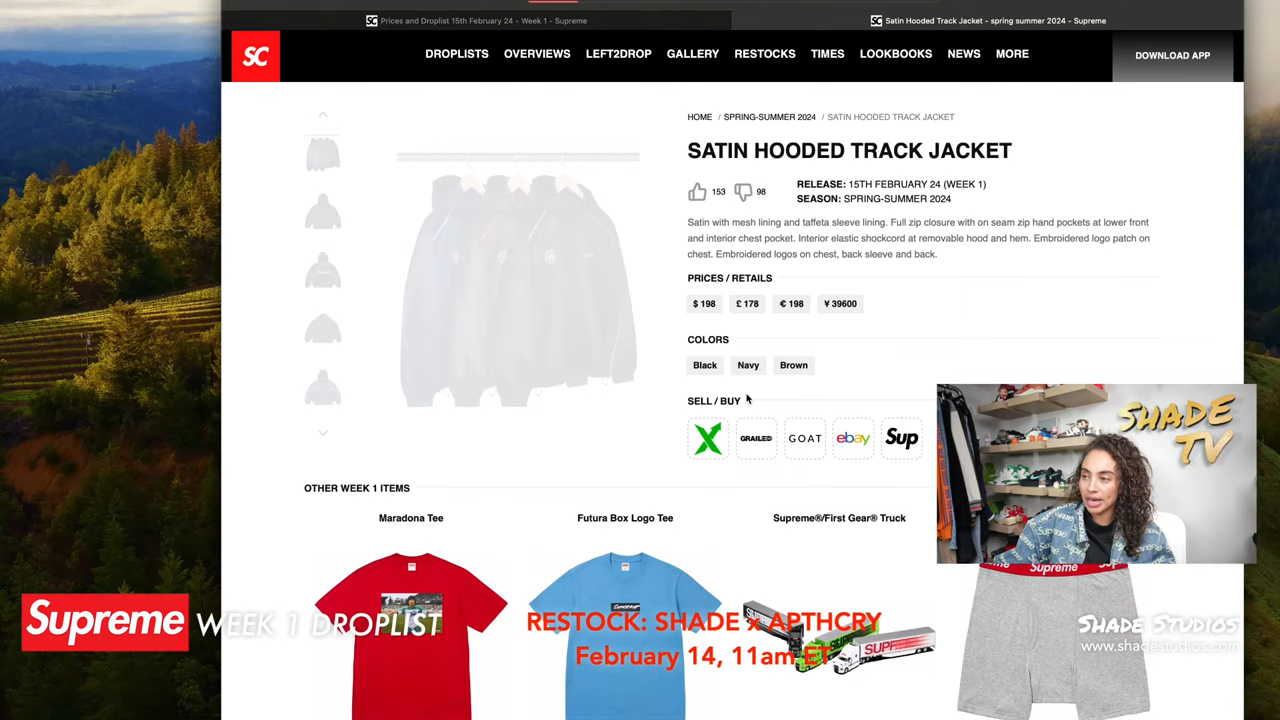 Prices and Droplist 15th February 24 - Week 1 - Supreme
Satin Hooded Track Jacket - spring summer 2024 - Supreme
SC
DROPLISTS OVERVIEWS LEFT2DROP GALLERY RESTOCKS TIMES LOOKBOOKS NEWS MORE
DOWNLOAD APP
HOME / SPRING-SUMMER 2024 / SATIN HOODED TRACK JACKET
SATIN HOODED TRACK JACKET
153 98
RELEASE: 15TH FEBRUARY 24 (WEEK 1)
SEASON: SPRING-SUMMER 2024
Satin with mesh lining and taffeta sleeve lining. Full zip closure with on seam zip hand pockets at lower front
and interior chest pocket. Interior elastic shockcord at removable hood and hem. Embroidered logo patch on
chest. Embroidered logos on chest, back sleeve and back.
PRICES / RETAILS
$ 198 £ 178 € 198 ¥ 39600
COLORS
Black Navy Brown
SELL / BUY
GRAILED GOAT ebay Sup
SHADE
TV
OTHER WEEK 1 ITEMS
Maradona Tee Futura Box Logo Tee Supreme®/First Gear® Truck
Supreme
Supreme WEEK 1 DROPLIST
RESTOCK: SHADE x APTHCRY
February 14, 11am ET
SHADE STUDIOS
www.shadestudios.com